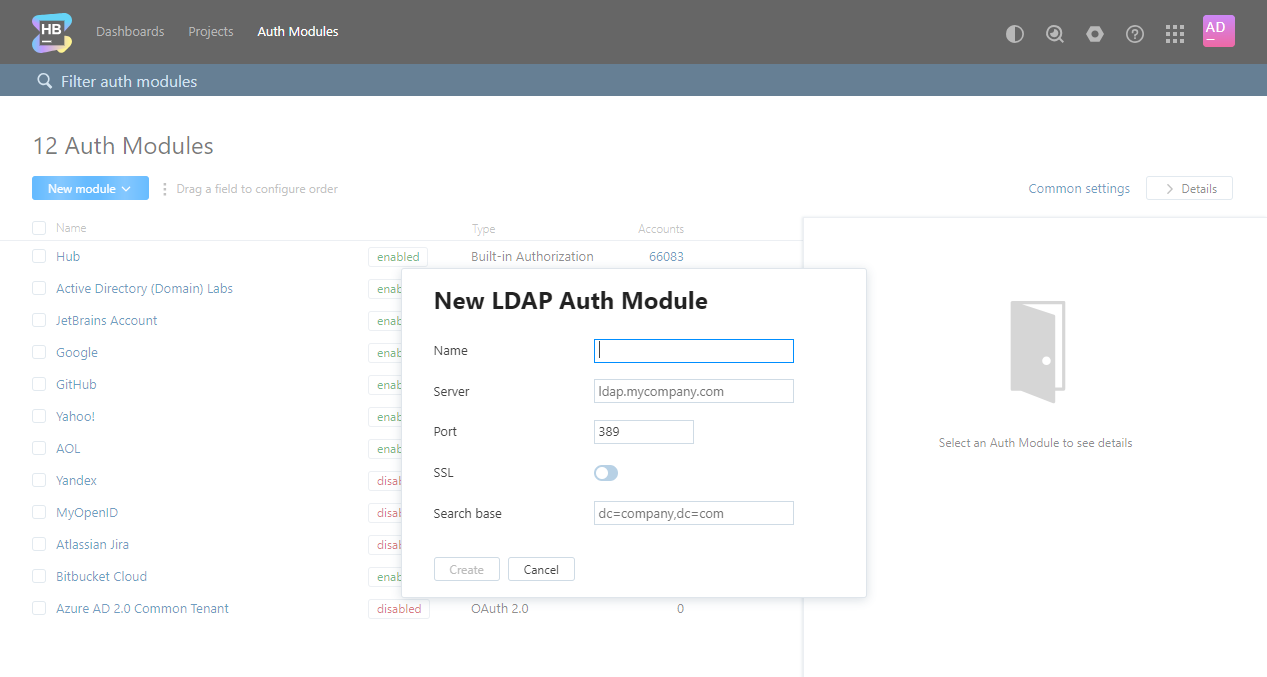 HB Dashboards Projects Auth Modules AD
Filter auth modules
12 Auth Modules
New module Drag a field to configure order Common settings Details
Name Type Accounts
Hub enabled Built-in Authorization 66083
Active Directory (Domain) Labs enab
JetBrains Account enab
Google enab
GitHub enab
Yahoo! enab
AOL enab
Yandex disab
MyOpenID disab
Atlassian Jira disab
Bitbucket Cloud enab
Azure AD 2.0 Common Tenant disabled OAuth 2.0 0
New LDAP Auth Module
Name
Server ldap.mycompany.com
Port 389
SSL
Search base dc=company,dc=com
Create Cancel
Select an Auth Module to see details